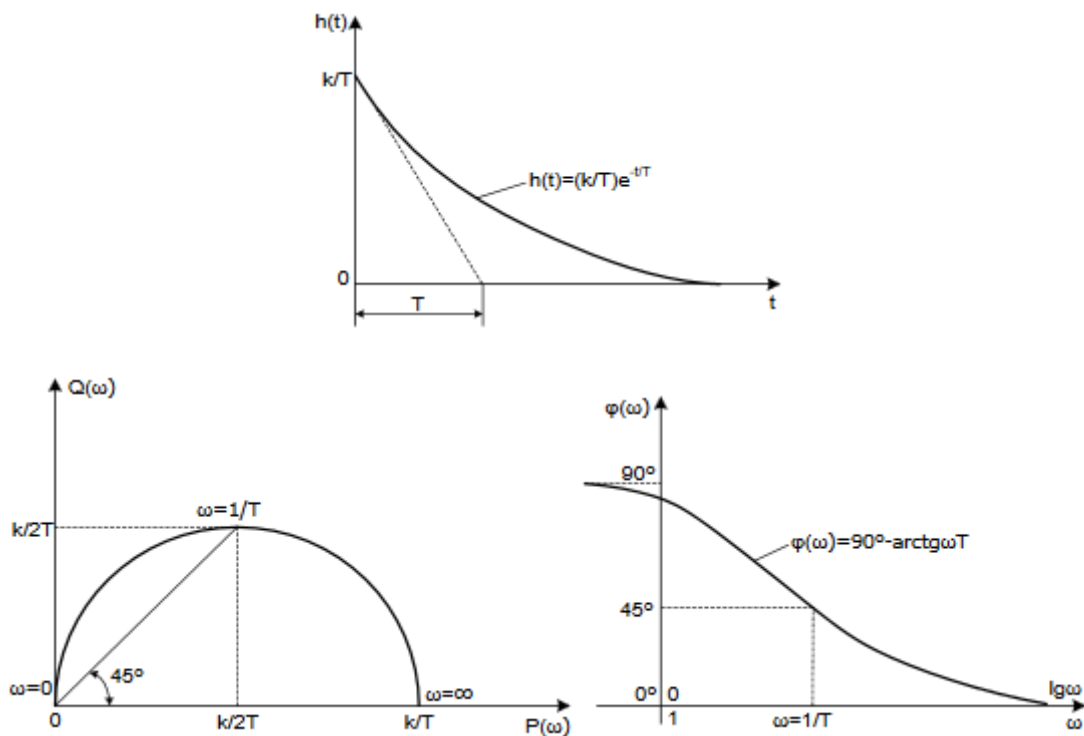 h(t)
k/T
h(t)=(k/T)e^-t/T
0
T
t
Q(ω)
k/2T
ω=1/T
45º
ω=0
ω=∞
0
k/2T
k/T
P(ω)
φ(ω)
90º
φ(ω)=90º-arctgωT
45º
0º
0
lgω
1
ω=1/T
ω